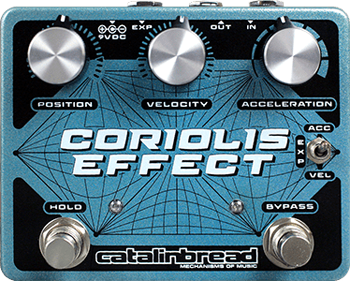 9VDC EXP OUT IN
POSITION VELOCITY ACCELERATION
CORIOLIS
EFFECT
ACC
EXP
VEL
HOLD BYPASS
catalinbread
MECHANISMS OF MUSIC